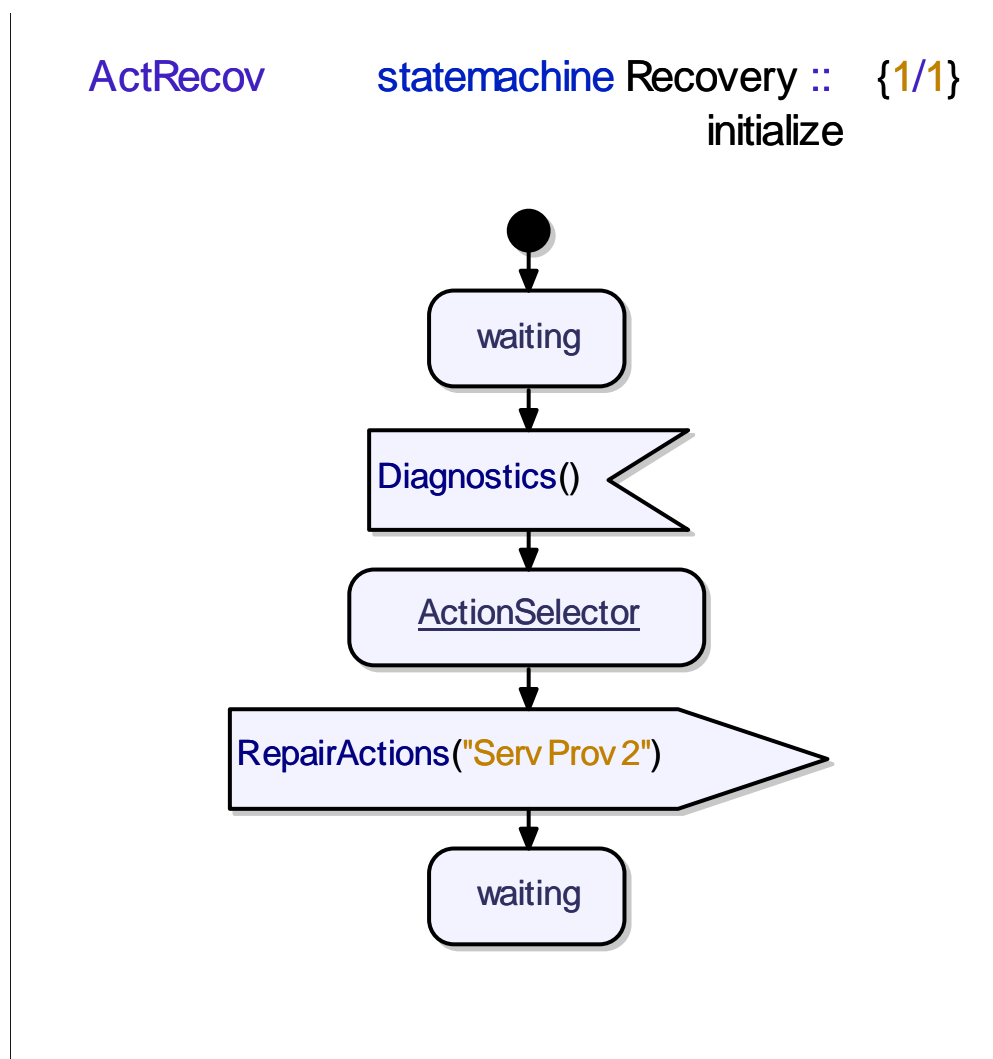 ActRecov statemachine Recovery :: {1/1}
initialize
waiting
Diagnostics()
ActionSelector
RepairActions("Serv Prov 2")
waiting